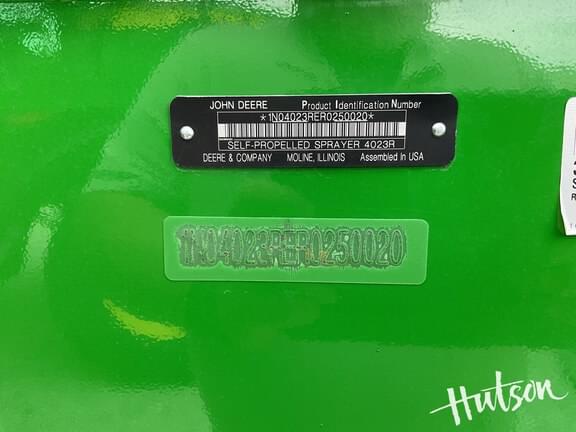 JOHN DEERE Product Identification Number
*1N04023RER0250020*
SELF-PROPELLED SPRAYER 4023R
DEERE & COMPANY MOLINE, ILLINOIS Assembled In USA
1N04023RER0250020
Hutson